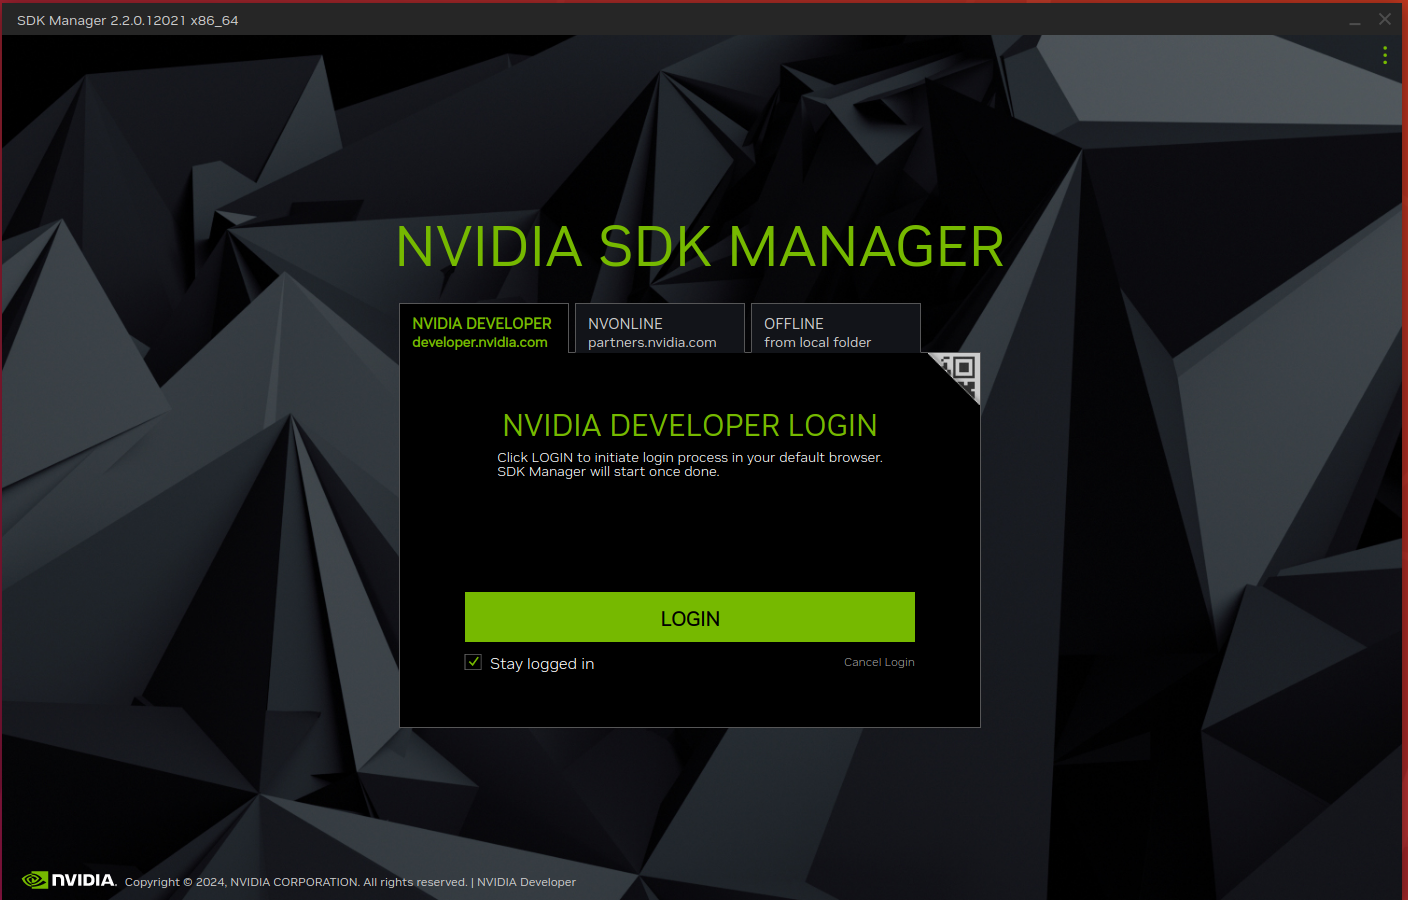 SDK Manager 2.2.0.12021 x86_64
NVIDIA SDK MANAGER
NVIDIA DEVELOPER
developer.nvidia.com
NVONLINE
partners.nvidia.com
OFFLINE
from local folder
NVIDIA DEVELOPER LOGIN
Click LOGIN to initiate login process in your default browser.
SDK Manager will start once done.
LOGIN
Stay logged in
Cancel Login
NVIDIA. Copyright © 2024, NVIDIA CORPORATION. All rights reserved. | NVIDIA Developer